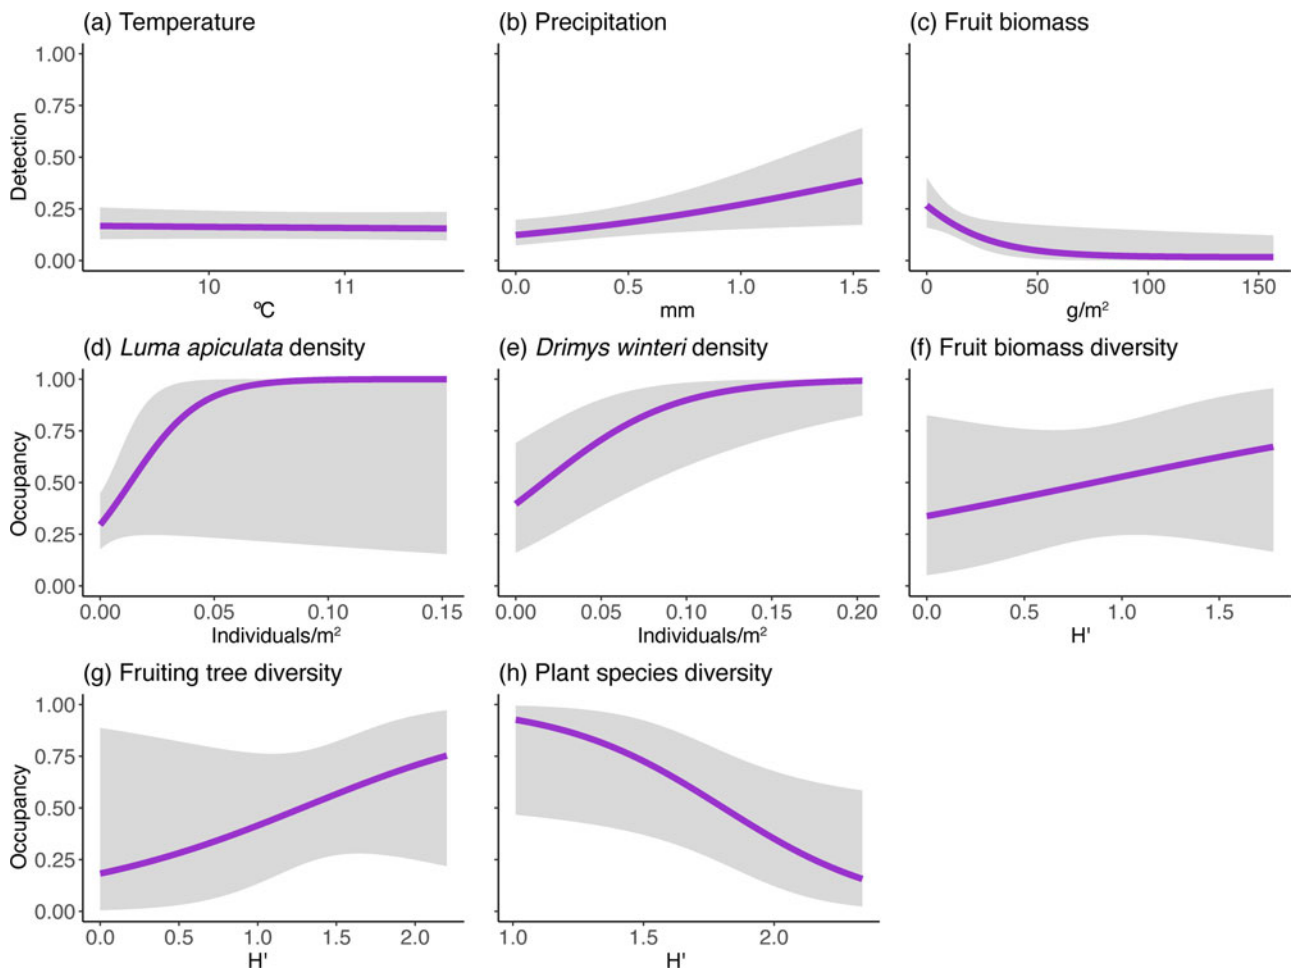 (a) Temperature
(b) Precipitation
(c) Fruit biomass
Detection
1.00
0.75
0.50
0.25
0.00
10 11
ºC
0.0 0.5 1.0 1.5
mm
0 50 100 150
g/m²
(d) Luma apiculata density
(e) Drimys winteri density
(f) Fruit biomass diversity
Occupancy
1.00
0.75
0.50
0.25
0.00
0.00 0.05 0.10 0.15
Individuals/m²
0.00 0.05 0.10 0.15 0.20
Individuals/m²
0.0 0.5 1.0 1.5
H'
(g) Fruiting tree diversity
(h) Plant species diversity
Occupancy
1.00
0.75
0.50
0.25
0.00
0.0 0.5 1.0 1.5 2.0
H'
1.0 1.5 2.0
H'